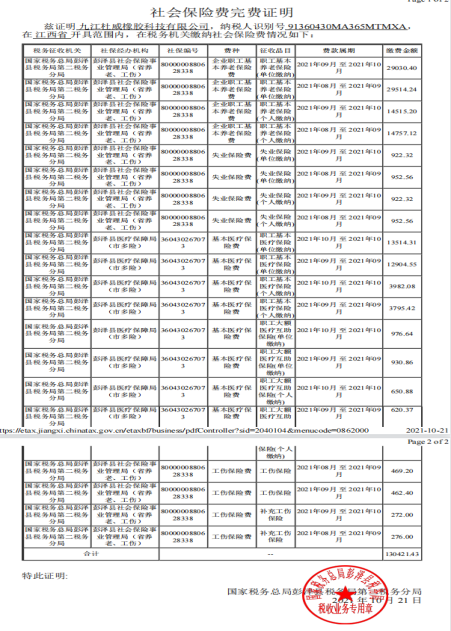 社会保险费完费证明
兹证明 九江杜威橡胶科技有限公司，纳税人识别号 91360430MA365MTMXA，
在 江西省 开具范围内，在税务机关缴纳社会保险费情况如下：
税务征收机关 社保经办机构 社保编号 费种 征收品目 费款属期 缴费金额
国家税务总局彭泽县税务局第二税务分局 彭泽县社会保险事业管理局（省养老、工伤） 8000000880628338 企业职工基本养老保险费 职工基本养老保险(单位缴纳) 2021年09月 至 2021年10月 29030.40
国家税务总局彭泽县税务局第二税务分局 彭泽县社会保险事业管理局（省养老、工伤） 8000000880628338 企业职工基本养老保险费 职工基本养老保险(单位缴纳) 2021年08月 至 2021年09月 29514.24
国家税务总局彭泽县税务局第二税务分局 彭泽县社会保险事业管理局（省养老、工伤） 8000000880628338 企业职工基本养老保险费 职工基本养老保险(个人缴纳) 2021年09月 至 2021年10月 14515.20
国家税务总局彭泽县税务局第二税务分局 彭泽县社会保险事业管理局（省养老、工伤） 8000000880628338 企业职工基本养老保险费 职工基本养老保险(个人缴纳) 2021年08月 至 2021年09月 14757.12
国家税务总局彭泽县税务局第二税务分局 彭泽县社会保险事业管理局（省养老、工伤） 8000000880628338 失业保险费 失业保险(单位缴纳) 2021年09月 至 2021年10月 922.32
国家税务总局彭泽县税务局第二税务分局 彭泽县社会保险事业管理局（省养老、工伤） 8000000880628338 失业保险费 失业保险(单位缴纳) 2021年08月 至 2021年09月 952.56
国家税务总局彭泽县税务局第二税务分局 彭泽县社会保险事业管理局（省养老、工伤） 8000000880628338 失业保险费 失业保险(个人缴纳) 2021年09月 至 2021年10月 922.32
国家税务总局彭泽县税务局第二税务分局 彭泽县社会保险事业管理局（省养老、工伤） 8000000880628338 失业保险费 失业保险(个人缴纳) 2021年08月 至 2021年09月 952.56
国家税务总局彭泽县税务局第二税务分局 彭泽县医疗保障局（市多险） 360430267073 基本医疗保险费 职工基本医疗保险(单位缴纳) 2021年10月 至 2021年10月 13514.31
国家税务总局彭泽县税务局第二税务分局 彭泽县医疗保障局（市多险） 360430267073 基本医疗保险费 职工基本医疗保险(单位缴纳) 2021年09月 至 2021年09月 12904.55
国家税务总局彭泽县税务局第二税务分局 彭泽县医疗保障局（市多险） 360430267073 基本医疗保险费 职工基本医疗保险(个人缴纳) 2021年10月 至 2021年10月 3982.08
国家税务总局彭泽县税务局第二税务分局 彭泽县医疗保障局（市多险） 360430267073 基本医疗保险费 职工基本医疗保险(个人缴纳) 2021年09月 至 2021年09月 3795.42
国家税务总局彭泽县税务局第二税务分局 彭泽县医疗保障局（市多险） 360430267073 基本医疗保险费 职工大额医疗互助保险(单位缴纳) 2021年10月 至 2021年10月 976.64
国家税务总局彭泽县税务局第二税务分局 彭泽县医疗保障局（市多险） 360430267073 基本医疗保险费 职工大额医疗互助保险(单位缴纳) 2021年09月 至 2021年09月 930.86
国家税务总局彭泽县税务局第二税务分局 彭泽县医疗保障局（市多险） 360430267073 基本医疗保险费 职工大额医疗互助保险(个人缴纳) 2021年10月 至 2021年10月 650.88
国家税务总局彭泽县税务局第二税务分局 彭泽县医疗保障局（市多险） 360430267073 基本医疗保险费 职工大额医疗互助 2021年09月 至 2021年09月 620.37
ttps://etax.jiangxi.chinatax.gov.cn/etaxbf/business/pdfController?sid=2040104&menucode=0862000 2021-10-21
Page 2 of 2
保险(个人缴纳)
国家税务总局彭泽县税务局第二税务分局 彭泽县社会保险事业管理局（省养老、工伤） 8000000880628338 工伤保险费 工伤保险 2021年08月 至 2021年09月 469.20
国家税务总局彭泽县税务局第二税务分局 彭泽县社会保险事业管理局（省养老、工伤） 8000000880628338 工伤保险费 工伤保险 2021年09月 至 2021年10月 462.40
国家税务总局彭泽县税务局第二税务分局 彭泽县社会保险事业管理局（省养老、工伤） 8000000880628338 工伤保险费 补充工伤保险 2021年09月 至 2021年10月 272.00
国家税务总局彭泽县税务局第二税务分局 彭泽县社会保险事业管理局（省养老、工伤） 8000000880628338 工伤保险费 补充工伤保险 2021年08月 至 2021年09月 276.00
合计 -- 130421.43
特此证明:
国家税务总局彭泽县税务局第二税务分局
2021 年 10 月 21 日
税收业务专用章